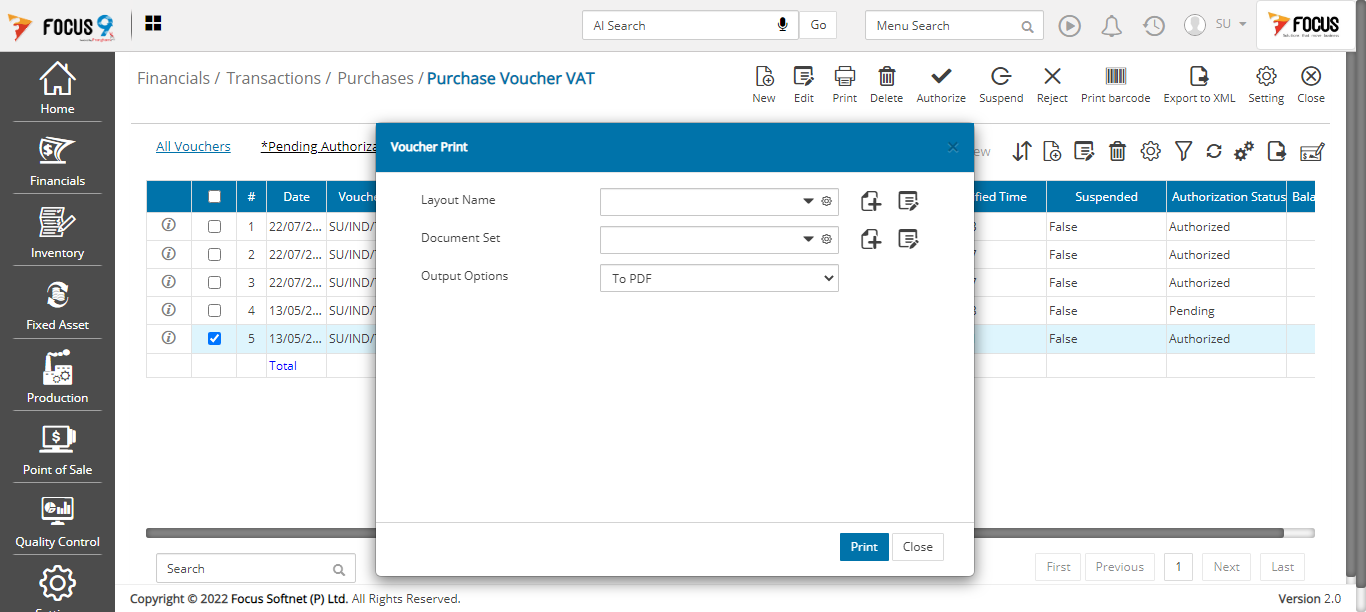 FOCUS 9
AI Search
Go
Menu Search
SU
FOCUS
Home
Financials
Inventory
Fixed Asset
Production
Point of Sale
Quality Control
Financials / Transactions / Purchases / Purchase Voucher VAT
New Edit Print Delete Authorize Suspend Reject Print barcode Export to XML Setting Close
All Vouchers *Pending Authoriza
# Date Vouche fied Time Suspended Authorization Status Bala
1 22/07/2... SU/IND/ False Authorized
2 22/07/2... SU/IND/ False Authorized
3 22/07/2... SU/IND/ False Authorized
4 13/05/2... SU/IND/ False Pending
5 13/05/2... SU/IND/ False Authorized
Total
Voucher Print
Layout Name
Document Set
Output Options To PDF
Print Close
Search
First Previous 1 Next Last
Copyright © 2022 Focus Softnet (P) Ltd. All Rights Reserved.
Version 2.0